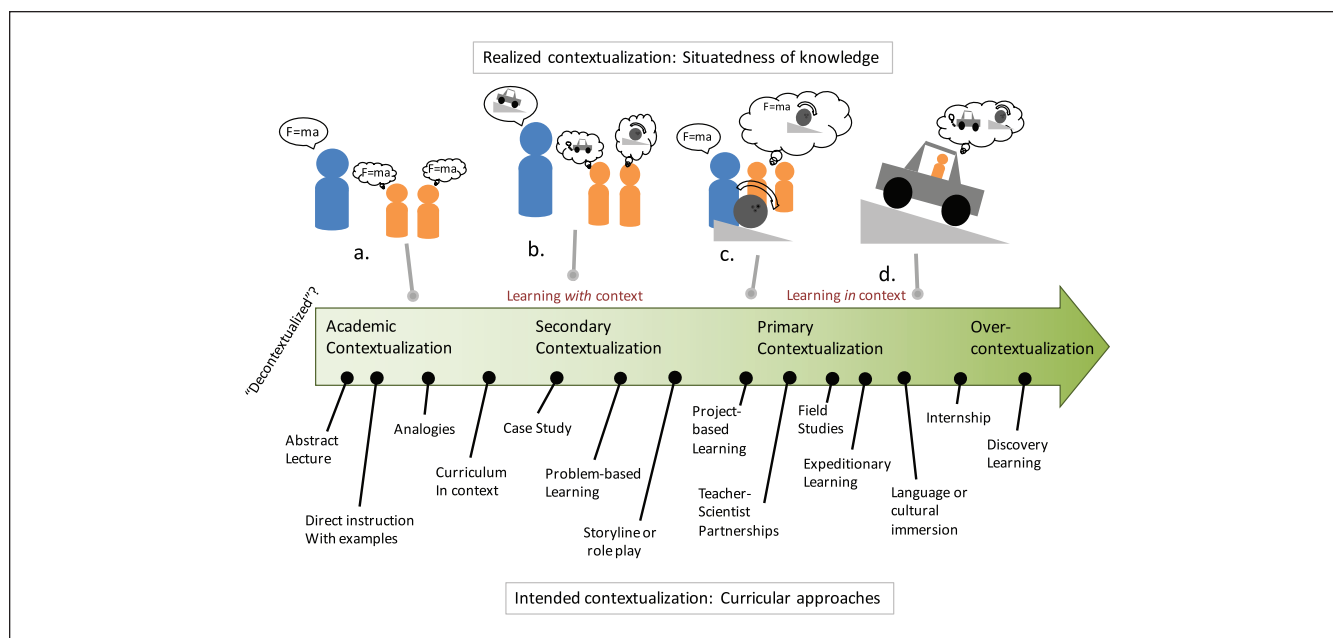 Realized contextualization: Situatedness of knowledge
F=ma
F=ma
F=ma
a.
b.
F=ma
F=ma
c.
d.
"Decontextualized"?
Learning with context
Learning in context
Academic
Contextualization
Secondary
Contextualization
Primary
Contextualization
Over-
contextualization
Abstract
Lecture
Direct instruction
With examples
Analogies
Curriculum
In context
Case Study
Problem-based
Learning
Storyline or
role play
Project-
based
Learning
Teacher-
Scientist
Partnerships
Field
Studies
Expeditionary
Learning
Language or
cultural
immersion
Internship
Discovery
Learning
Intended contextualization: Curricular approaches